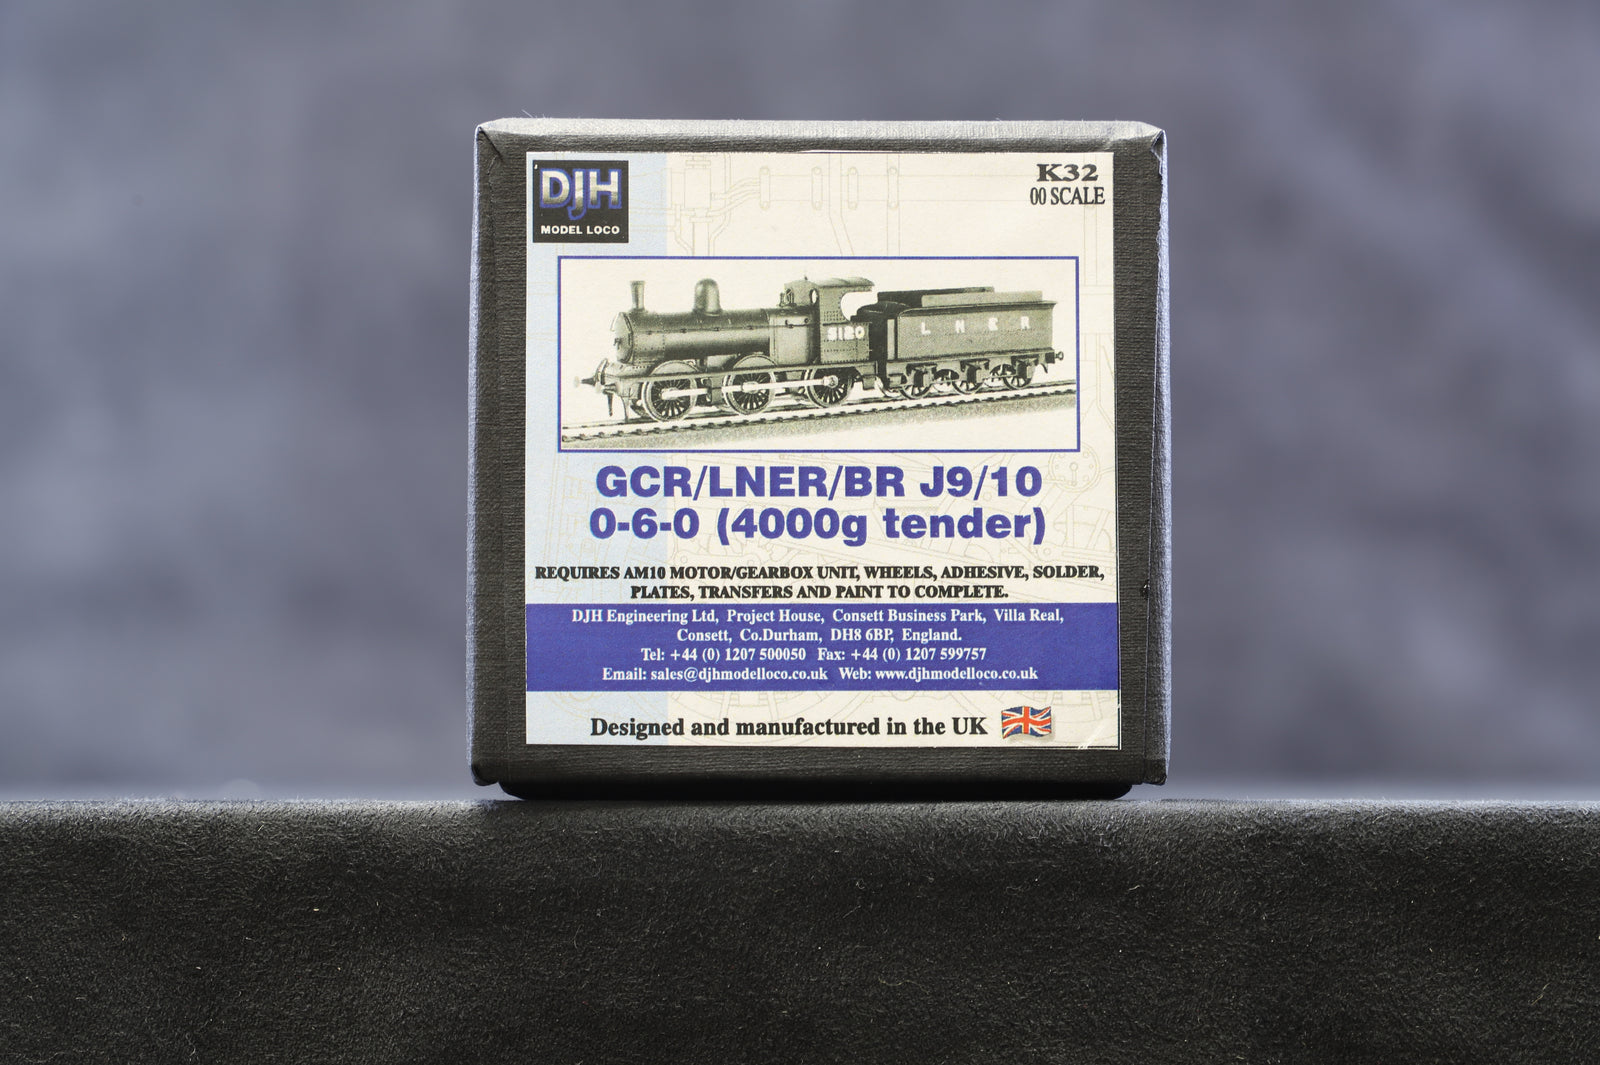 DJH
MODEL LOCO
K32
00 SCALE
5120
L N E R
GCR/LNER/BR J9/10
0-6-0 (4000g tender)
REQUIRES AM10 MOTOR/GEARBOX UNIT, WHEELS, ADHESIVE, SOLDER,
PLATES, TRANSFERS AND PAINT TO COMPLETE.
DJH Engineering Ltd, Project House, Consett Business Park, Villa Real,
Consett, Co.Durham, DH8 6BP, England.
Tel: +44 (0) 1207 500050 Fax: +44 (0) 1207 599757
Email: sales@djhmodelloco.co.uk Web: www.djhmodelloco.co.uk
Designed and manufactured in the UK